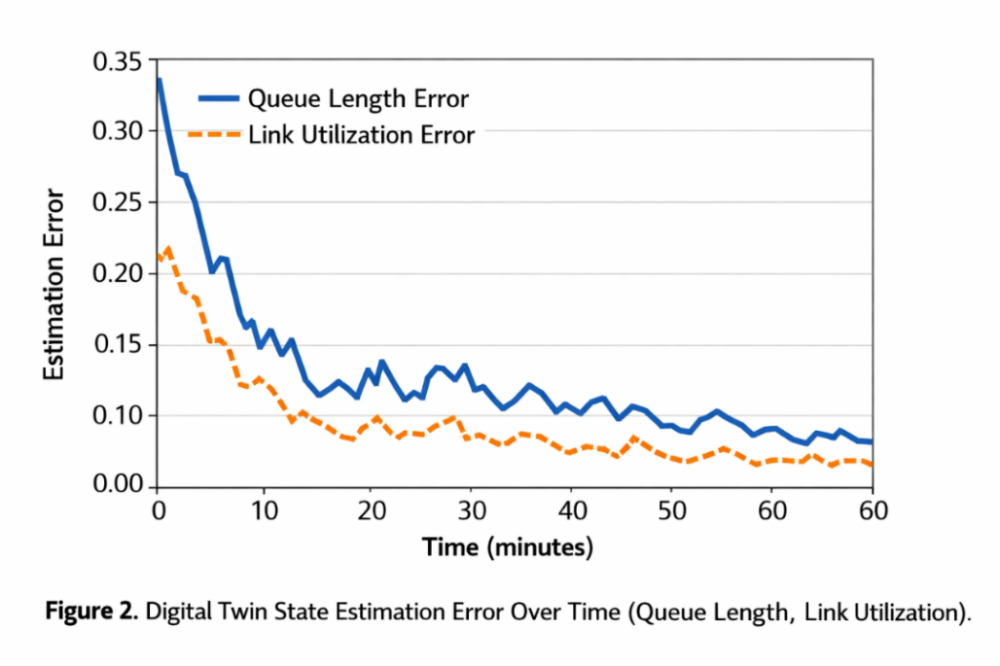 0.35
Queue Length Error
0.30
Link Utilization Error
0.25
0.20
0.15
0.10
0.00
Estimation Error
0 10 20 30 40 50 60 60
Time (minutes)
Figure 2. Digital Twin State Estimation Error Over Time (Queue Length, Link Utilization).